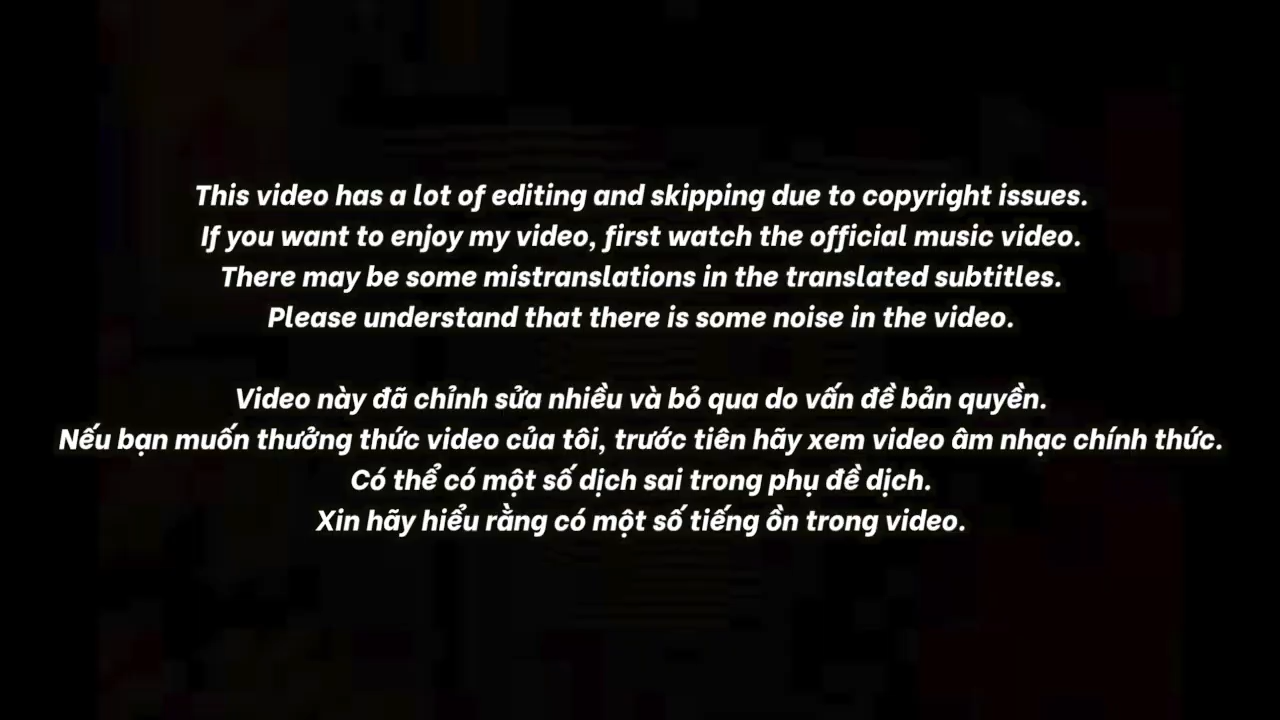 This video has a lot of editing and skipping due to copyright issues.
If you want to enjoy my video, first watch the official music video.
There may be some mistranslations in the translated subtitles.
Please understand that there is some noise in the video.
Video này đã chỉnh sửa nhiều và bỏ qua do vấn đề bản quyền.
Nếu bạn muốn thưởng thức video của tôi, trước tiên hãy xem video âm nhạc chính thức.
Có thể có một số dịch sai trong phụ đề dịch.
Xin hãy hiểu rằng có một số tiếng ồn trong video.